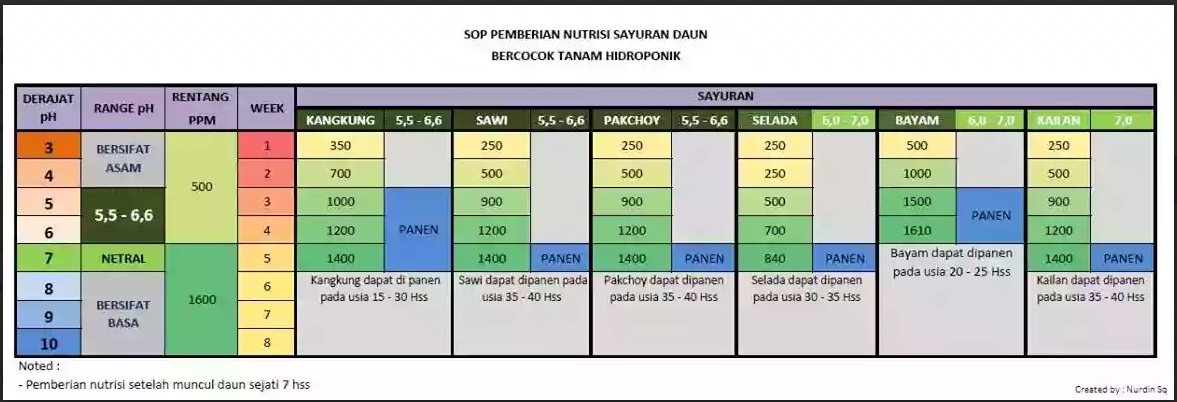 SOP PEMBERIAN NUTRISI SAYURAN DAUN
BERCOCOK TANAM HIDROPONIK
DERAJAT pH RANGE pH RENTANG PPM WEEK SAYURAN
KANGKUNG 5,5 - 6,6 SAWI 5,5 - 6,6 PAKCHOY 5,5 - 6,6 SELADA 6,0 - 7,0 BAYAM 6,0 - 7,0 KAILAN 7,0
3 BERSIFAT ASAM 500 1 350 250 250 250 500 250
4 2 700 500 500 250 1000 500
5 5,5 - 6,6 3 1000 PANEN 900 900 500 1500 PANEN 900
6 4 1200 1200 1200 700 1610 1200
7 NETRAL 1600 5 1400 1400 PANEN 1400 PANEN 840 PANEN Bayam dapat dipanen 1400 PANEN
pada usia 20 - 25 Hss
8 BERSIFAT BASA 6 Kangkung dapat di panen Sawi dapat dipanen pada Pakchoy dapat dipanen Selada dapat dipanen Kailan dapat dipanen
pada usia 15 - 30 Hss usia 35 - 40 Hss pada usia 35 - 40 Hss pada usia 30 - 35 Hss pada usia 35 - 40 Hss
9 7
10 8
Noted :
- Pemberian nutrisi setelah muncul daun sejati 7 hss
Created by : Nurdin Sq